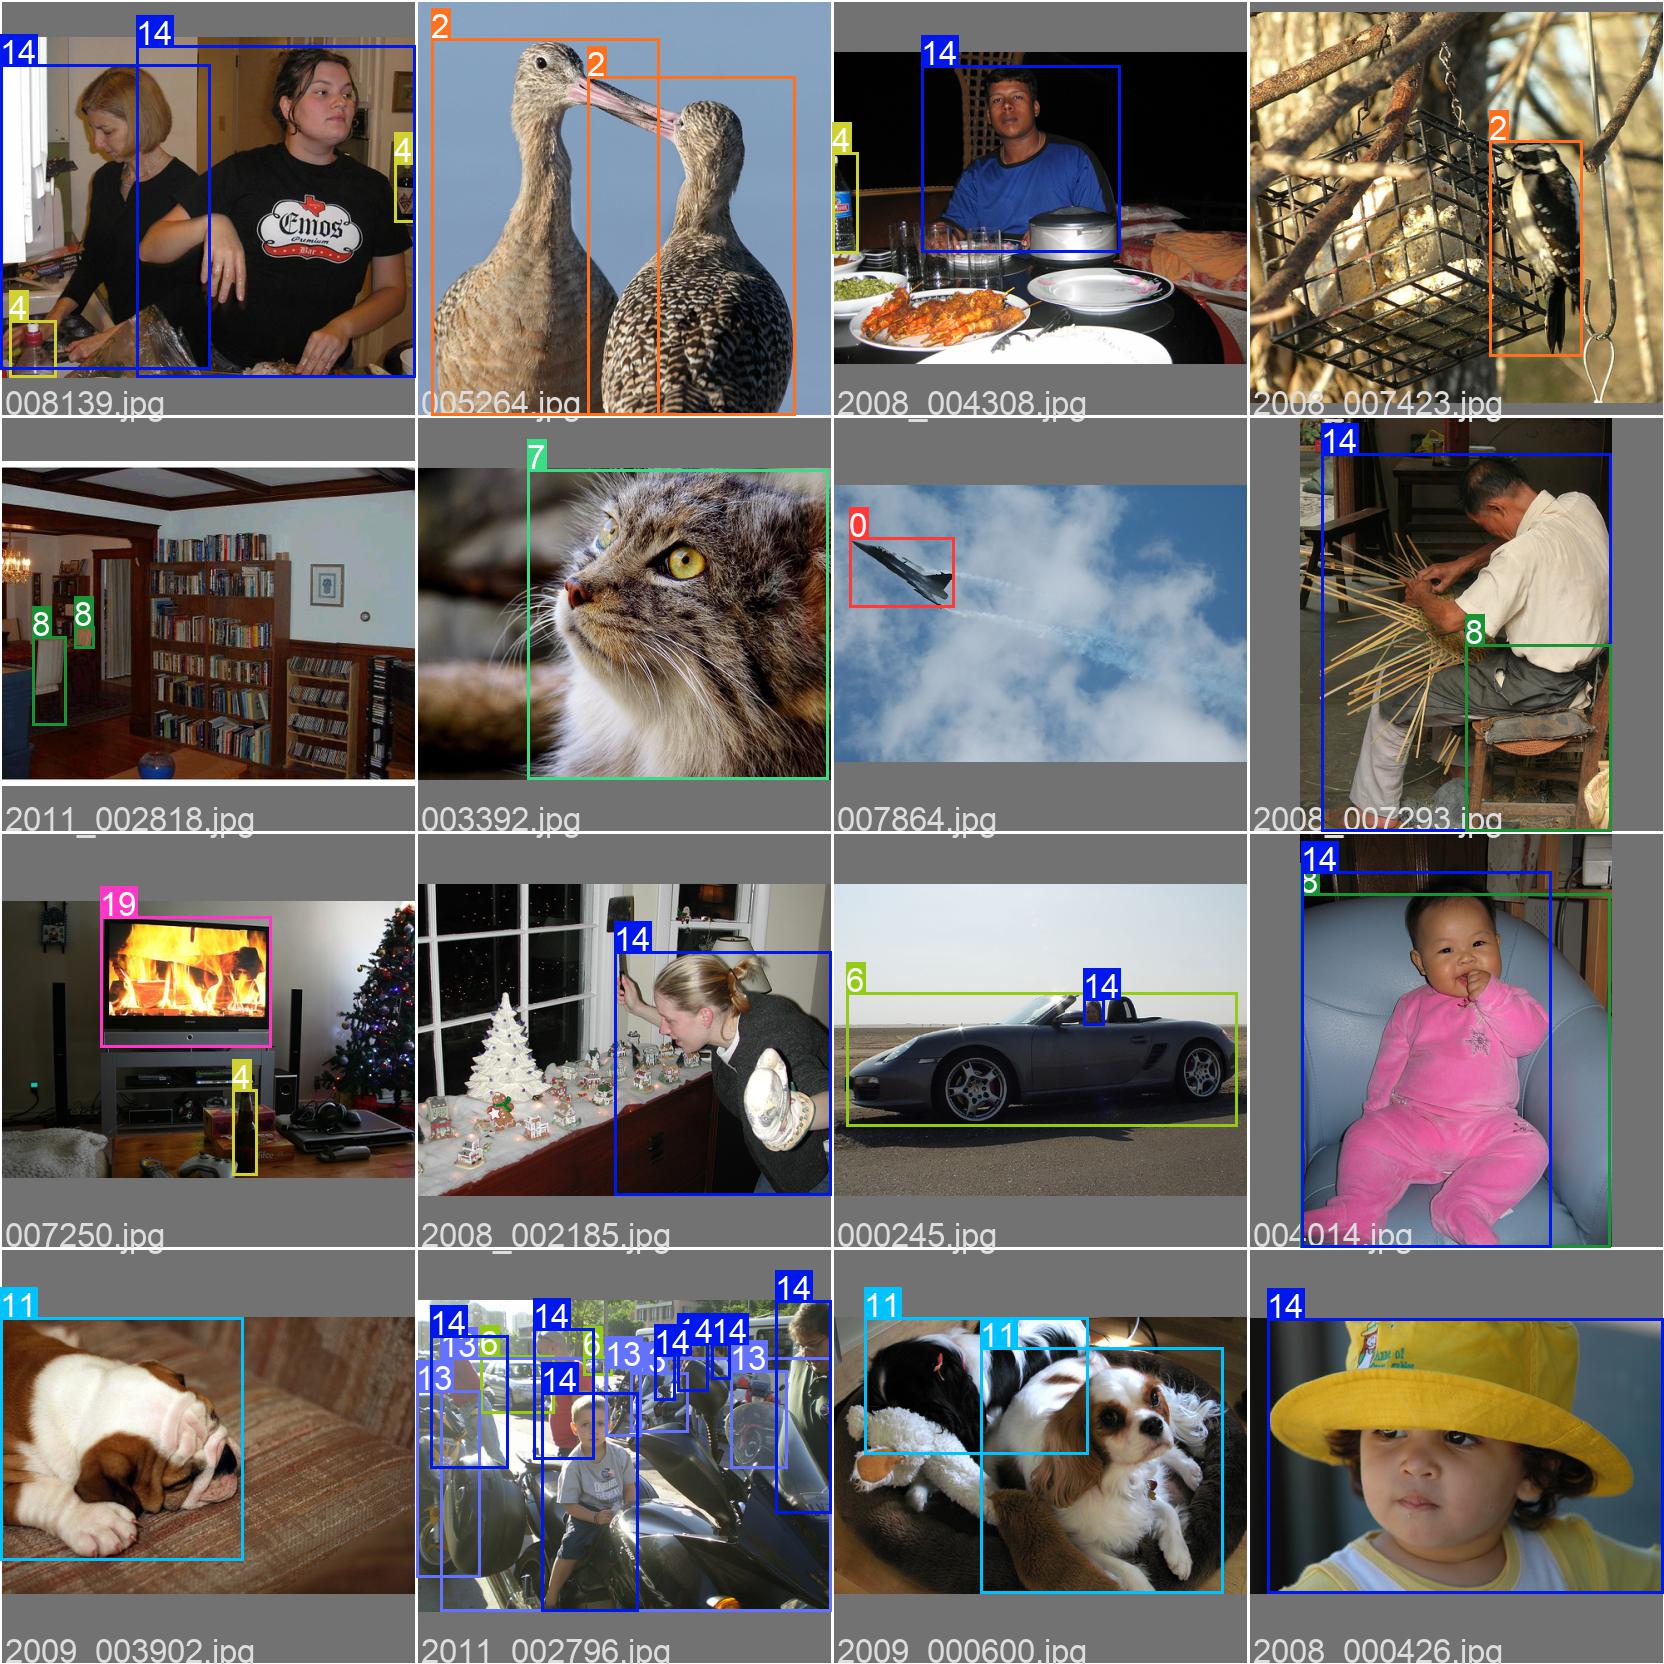 14
14
4
4
Emos'
Premium
Bar
008139.jpg
2
2
005264.jpg
14
4
2008_004308.jpg
2
2008_007423.jpg
8
8
2011_002818.jpg
7
003392.jpg
0
007864.jpg
14
8
2008_007293.jpg
19
4
007250.jpg
14
2008_002185.jpg
6
14
000245.jpg
14
8
004014.jpg
11
2009_003902.jpg
14
14
14
13
6
6
14
14
14
13
13
13
14
2011_002796.jpg
11
11
2009_000600.jpg
14
2008_000426.jpg